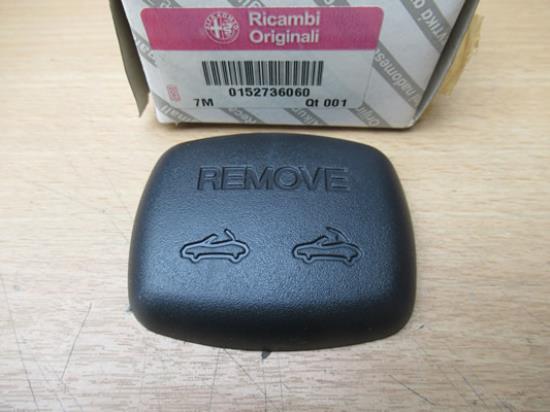 Ricambi
Originali
0152736060
7M Qt 001
REMOVE